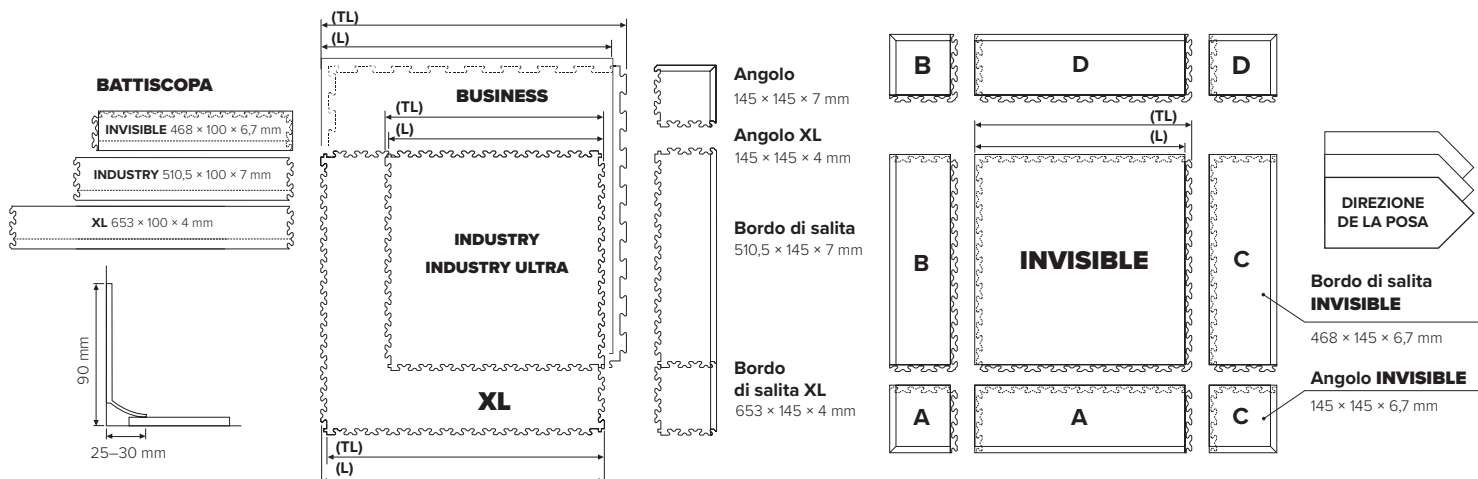 BATTISCOPA
INVISIBLE 468 × 100 × 6,7 mm
INDUSTRY 510,5 × 100 × 7 mm
XL 653 × 100 × 4 mm
90 mm
25–30 mm
(TL)
(L)
BUSINESS
(TL)
(L)
INDUSTRY
INDUSTRY ULTRA
XL
(TL)
(L)
Angolo
145 × 145 × 7 mm
Angolo XL
145 × 145 × 4 mm
Bordo di salita
510,5 × 145 × 7 mm
Bordo
di salita XL
653 × 145 × 4 mm
B
D
D
(TL)
(L)
B
INVISIBLE
C
A
A
C
DIREZIONE
DE LA POSA
Bordo di salita
INVISIBLE
468 × 145 × 6,7 mm
Angolo INVISIBLE
145 × 145 × 6,7 mm